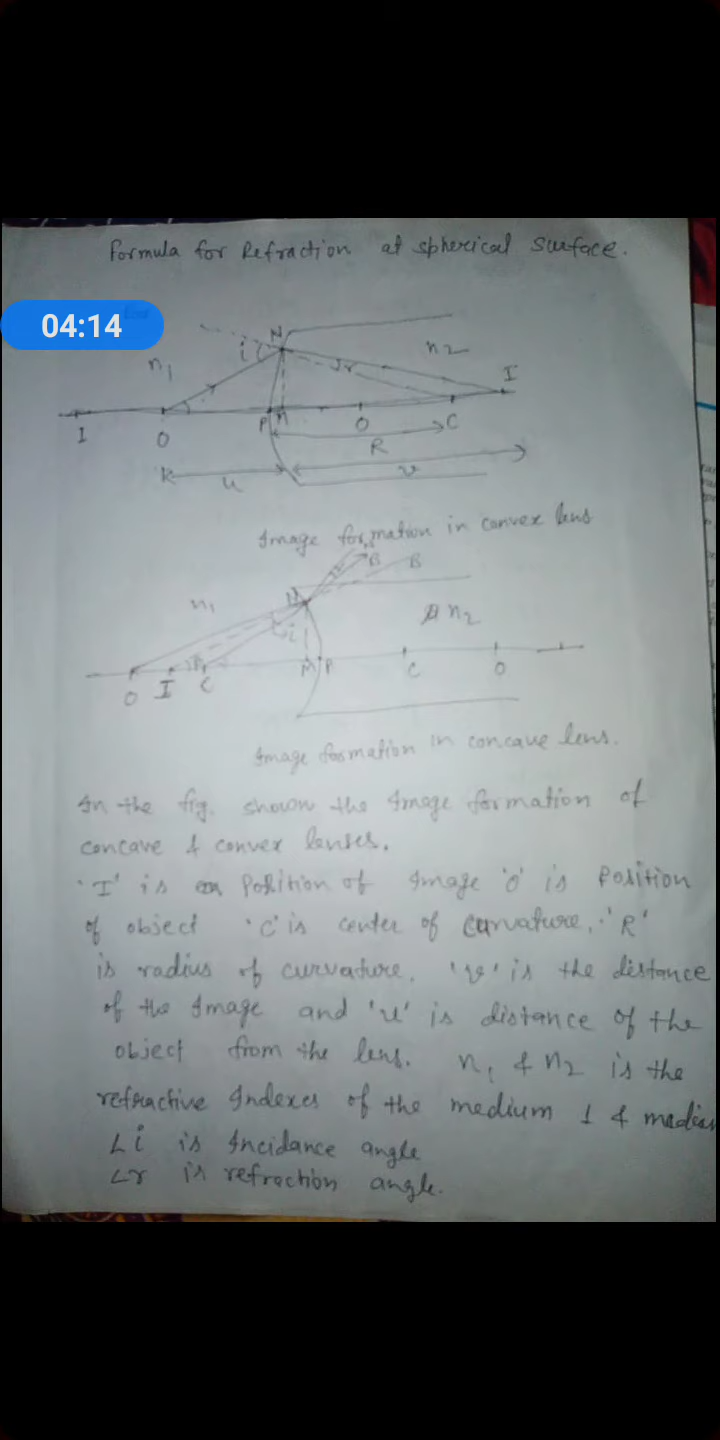 Formula for Refraction at spherical surface.
04:14
N
i
r
n2
n1
I
I
O
P M
O
C
R
u
v
Image formation in convex lens
B
B
N
n1
i
n2
O I C
M P
C
O
Image formation in concave lens.
In the fig. shown the Image formation of
concave & convex lenses.
'I' is Position of Image 'O' is Position
of object 'C' is center of curvature, 'R'
is radius of curvature. 'v' is the distance
of the Image and 'u' is distance of the
object from the lens. n1 & n2 is the
refractive Indexes of the medium 1 &
∠i is Incidance angle
∠r is refraction angle.